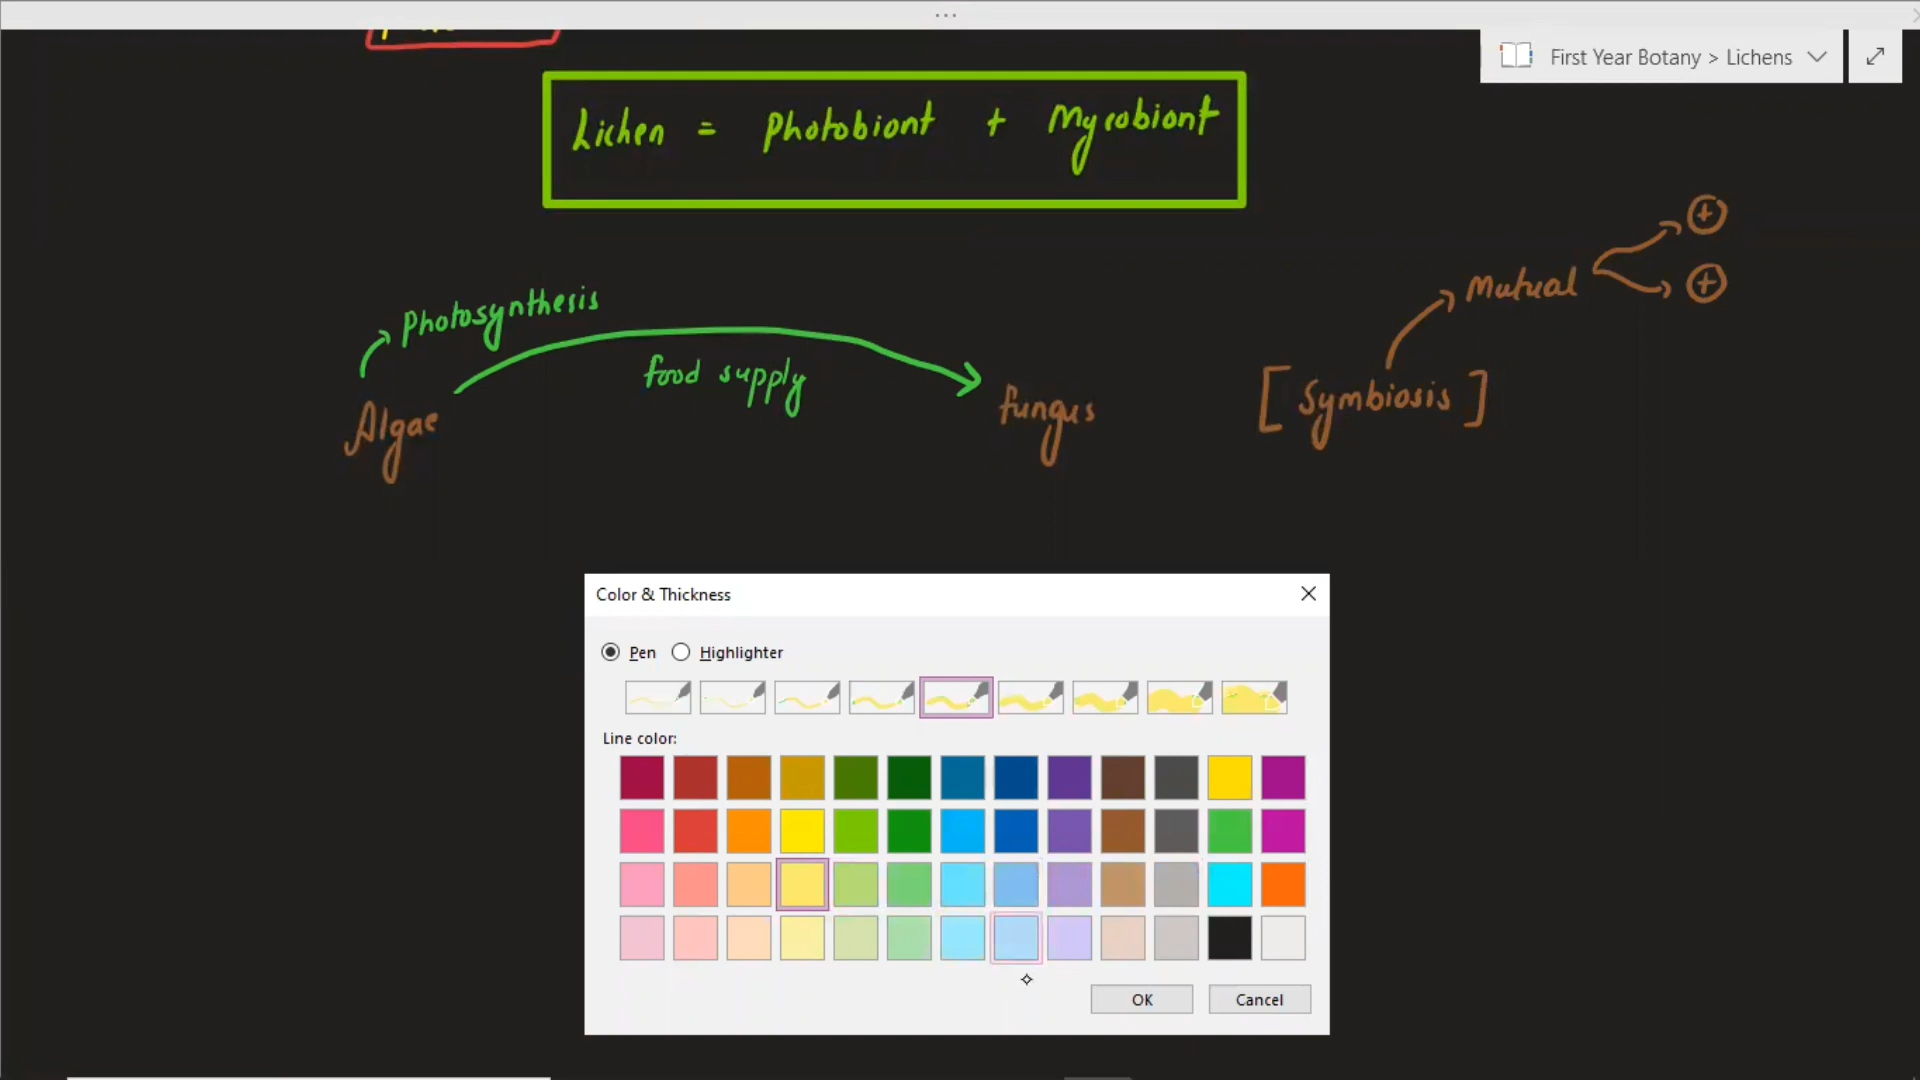 First Year Botany > Lichens
Lichen = Photobiont + Mycobiont
Photosynthesis
food supply
Algae
fungus
Mutual
+
+
[ Symbiosis ]
Color & Thickness
Pen Highlighter
Line color:
OK Cancel